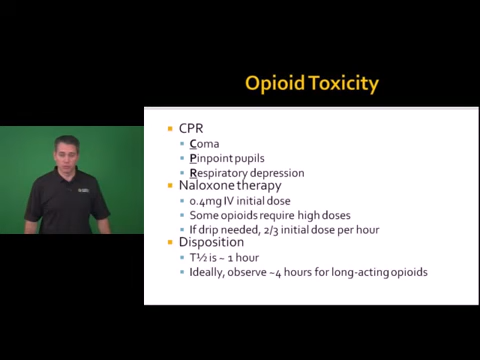 Opioid Toxicity
CPR
Coma
Pinpoint pupils
Respiratory depression
Naloxone therapy
0.4mg IV initial dose
Some opioids require high doses
If drip needed, 2/3 initial dose per hour
Disposition
T½ is ~ 1 hour
Ideally, observe ~4 hours for long-acting opioids